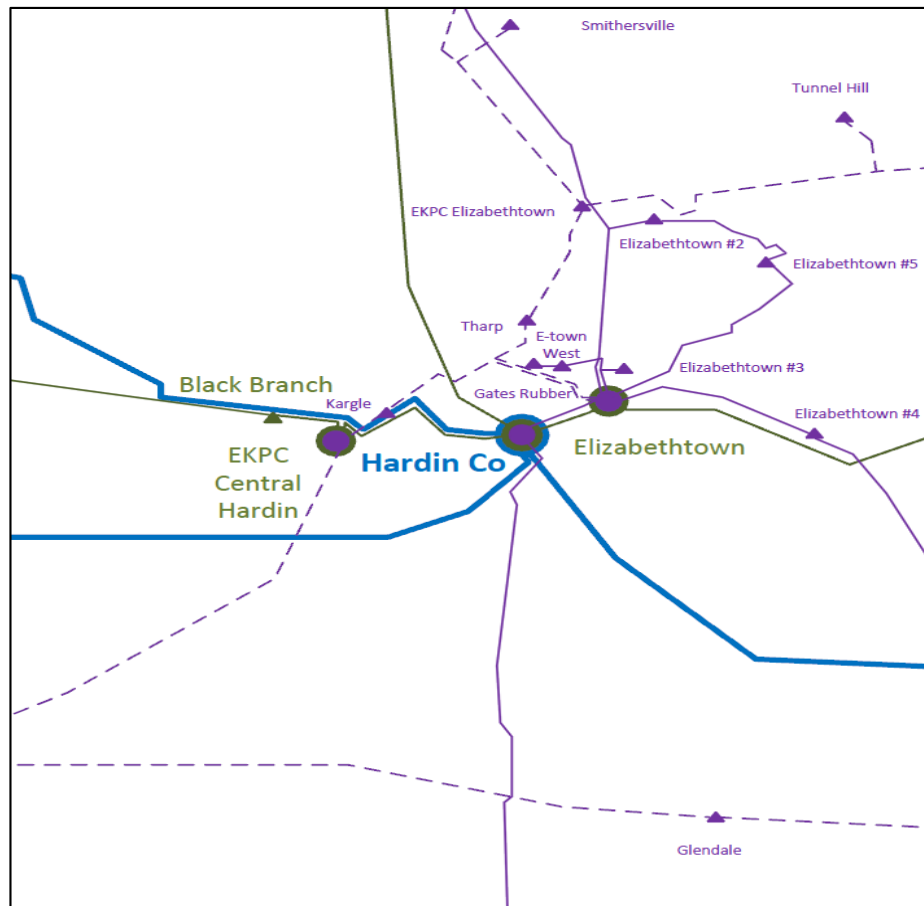 Smithersville
Tunnel Hill
EKPC Elizabethtown
Elizabethtown #2
Elizabethtown #5
Tharp
E-town
West
Elizabethtown #3
Black Branch
Gates Rubber
Kargle
Elizabethtown #4
EKPC
Central
Hardin
Hardin Co
Elizabethtown
Glendale